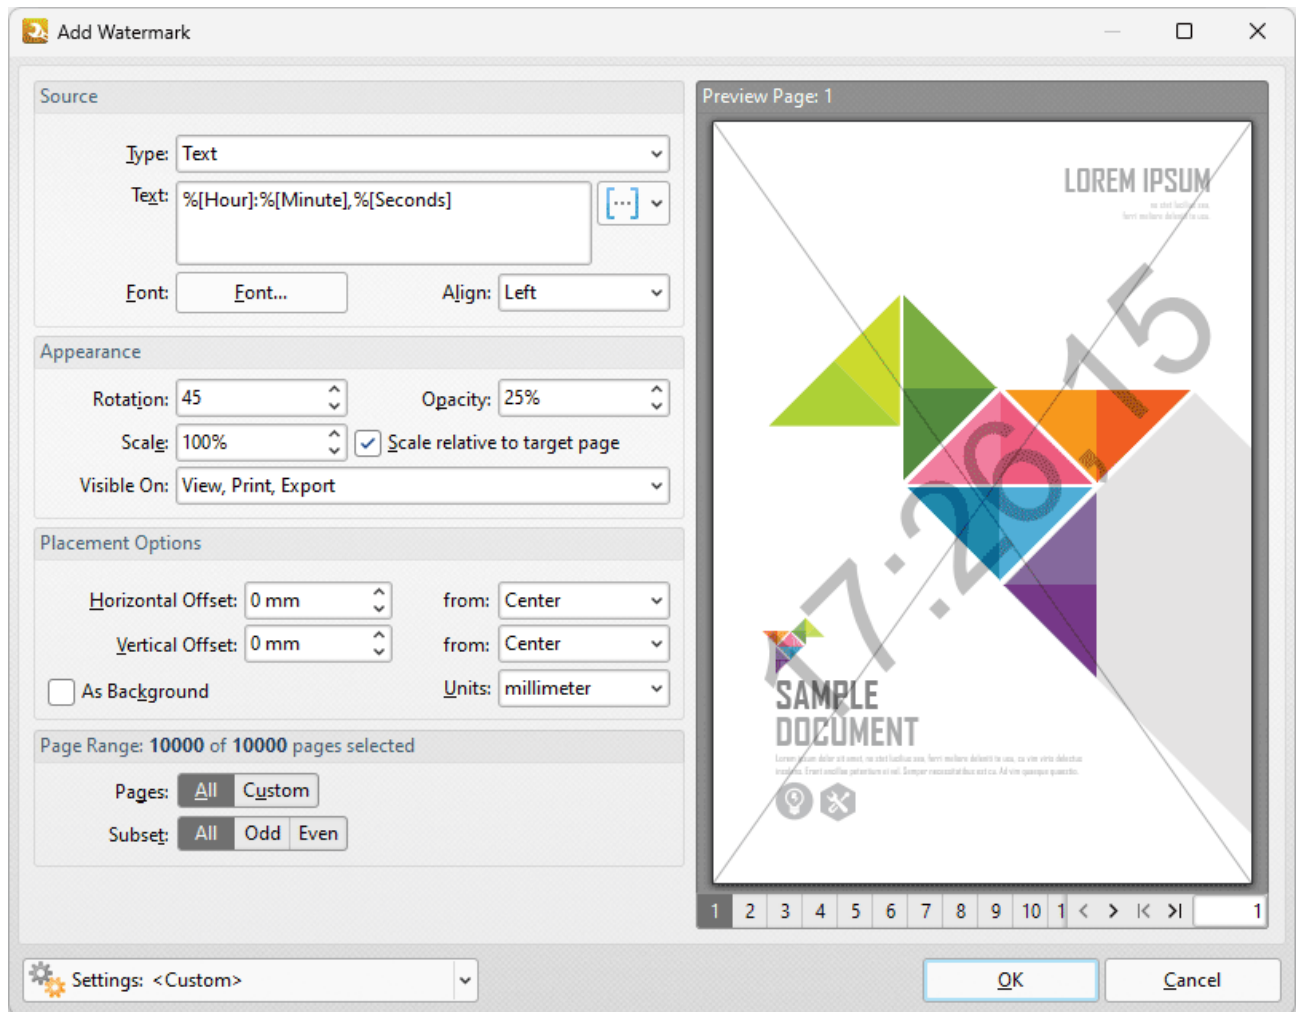 Add Watermark
Source
Type: Text
Text: %[Hour]:%[Minute],%[Seconds]
Font: Font... Align: Left
Appearance
Rotation: 45 Opacity: 25%
Scale: 100% Scale relative to target page
Visible On: View, Print, Export
Placement Options
Horizontal Offset: 0 mm from: Center
Vertical Offset: 0 mm from: Center
As Background Units: millimeter
Page Range: 10000 of 10000 pages selected
Pages: All Custom
Subset: All Odd Even
Preview Page: 1
LOREM IPSUM
17:26,15
SAMPLE
DOCUMENT
1 2 3 4 5 6 7 8 9 10 1 1
Settings: <Custom>
OK Cancel